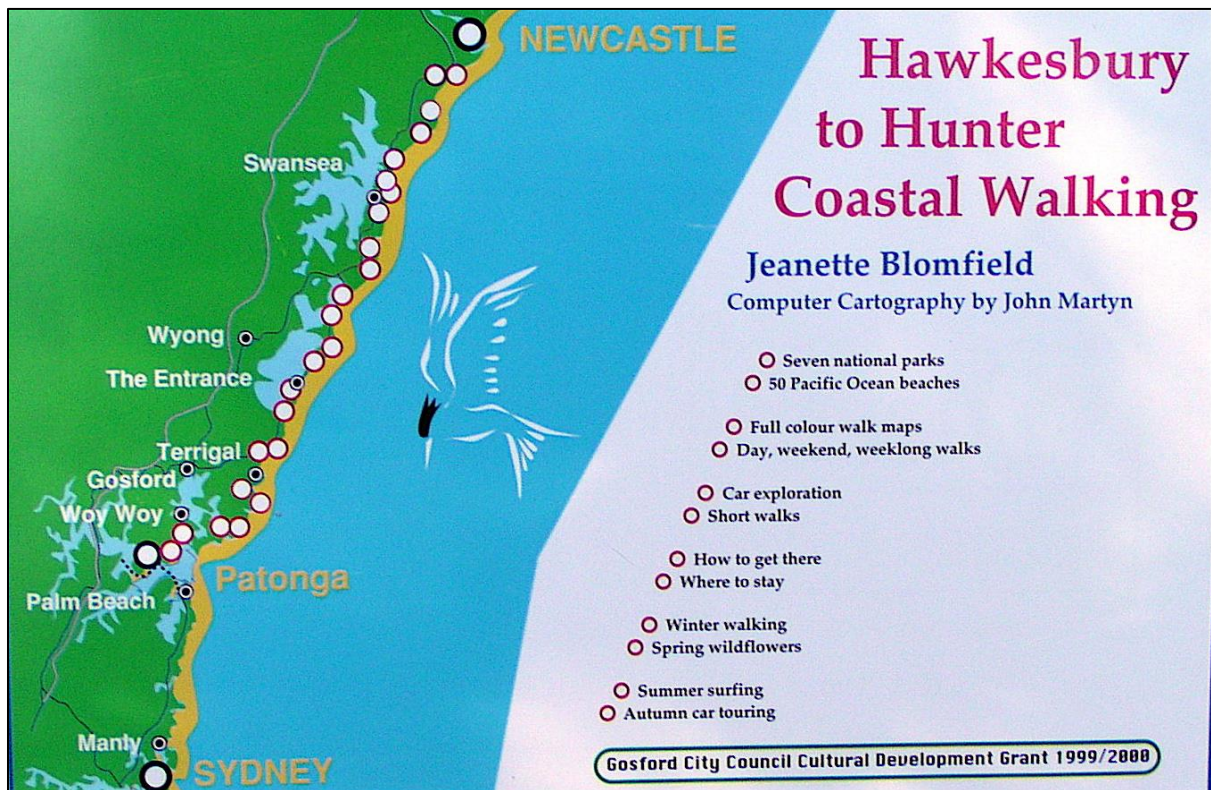 NEWCASTLE
Swansea
Wyong
The Entrance
Terrigal
Gosford
Woy Woy
Patonga
Palm Beach
Manly
SYDNEY
Hawkesbury
to Hunter
Coastal Walking
Jeanette Blomfield
Computer Cartography by John Martyn
Seven national parks
50 Pacific Ocean beaches
Full colour walk maps
Day, weekend, weeklong walks
Car exploration
Short walks
How to get there
Where to stay
Winter walking
Spring wildflowers
Summer surfing
Autumn car touring
Gosford City Council Cultural Development Grant 1999/2000